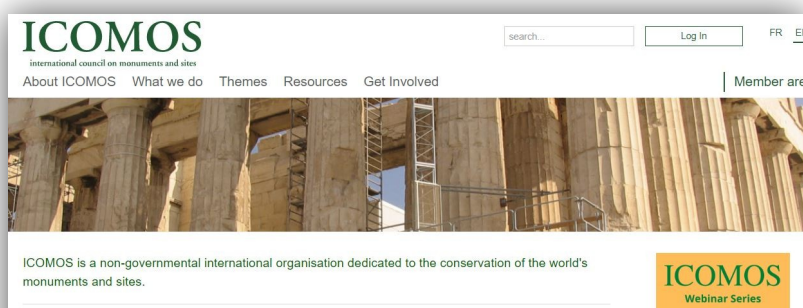 ICOMOS
international council on monuments and sites
search...
Log In
FR
About ICOMOS What we do Themes Resources Get Involved
Member
ICOMOS is a non-governmental international organisation dedicated to the conservation of the world's
monuments and sites.
ICOMOS
Webinar Series